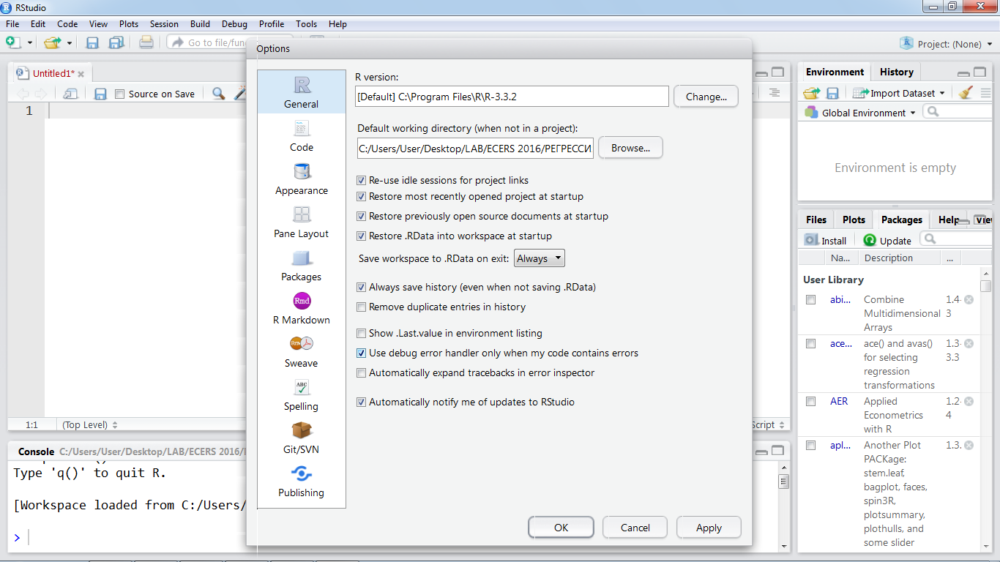 RStudio
File Edit Code View Plots Session Build Debug Profile Tools Help
Go to file/func
Project: (None)
Untitled1*
Source on Save
1
1:1 (Top Level)
Script
Console C:/Users/User/Desktop/LAB/ECERS 2016/
Type 'q()' to quit R.
[Workspace loaded from C:/Users/
>
Options
General
Code
Appearance
Pane Layout
Packages
R Markdown
Sweave
Spelling
Git/SVN
Publishing
R version:
[Default] C:\Program Files\R\R-3.3.2
Change...
Default working directory (when not in a project):
C:/Users/User/Desktop/LAB/ECERS 2016/РЕГРЕССИ
Browse...
Re-use idle sessions for project links
Restore most recently opened project at startup
Restore previously open source documents at startup
Restore .RData into workspace at startup
Save workspace to .RData on exit: Always
Always save history (even when not saving .RData)
Remove duplicate entries in history
Show .Last.value in environment listing
Use debug error handler only when my code contains errors
Automatically expand tracebacks in error inspector
Automatically notify me of updates to RStudio
OK Cancel Apply
Environment History
Import Dataset
Global Environment
Environment is empty
Files Plots Packages Help
Install Update
Na... Description ...
User Library
abi... Combine 1.4-
Multidimensional 3
Arrays
ace... ace() and avas() 1.3-
for selecting 3.3
regression
transformations
AER Applied 1.2-
Econometrics 4
with R
apl... Another Plot 1.3.
PACKage:
stem.leaf,
bagplot, faces,
spin3R,
plotsummary,
plothulls, and
some slider